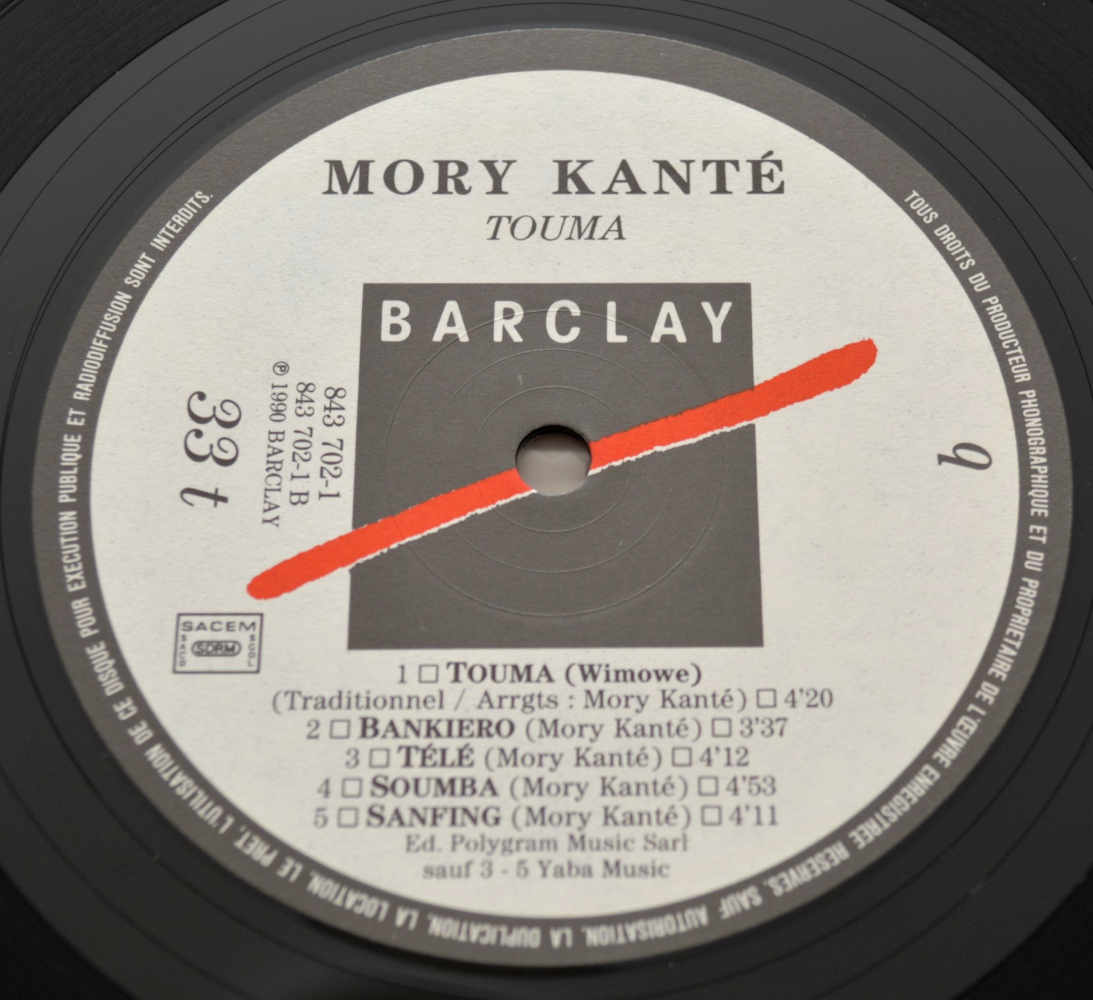 MORY KANTÉ
TOUMA
BARCLAY
843 702-1
843 702-1 B
℗ 1990 BARCLAY
33 t
b
SACEM
SACD
SDRM
SGDL
1 □ TOUMA (Wimowe)
(Traditionnel / Arrgts : Mory Kanté) □ 4'20
2 □ BANKIERO (Mory Kanté) □ 3'37
3 □ TÉLÉ (Mory Kanté) □ 4'12
4 □ SOUMBA (Mory Kanté) □ 4'53
5 □ SANFING (Mory Kanté) □ 4'11
Ed. Polygram Music Sarl
sauf 3 - 5 Yaba Music
TOUS DROITS DU PRODUCTEUR PHONOGRAPHIQUE ET DU PROPRIETAIRE DE L'ŒUVRE ENREGISTREE RESERVES. SAUF AUTORISATION, LA DUPLICATION, LA LOCATION, LE PRET, L'UTILISATION DE CE DISQUE POUR EXECUTION PUBLIQUE ET RADIODIFFUSION SONT INTERDITS.